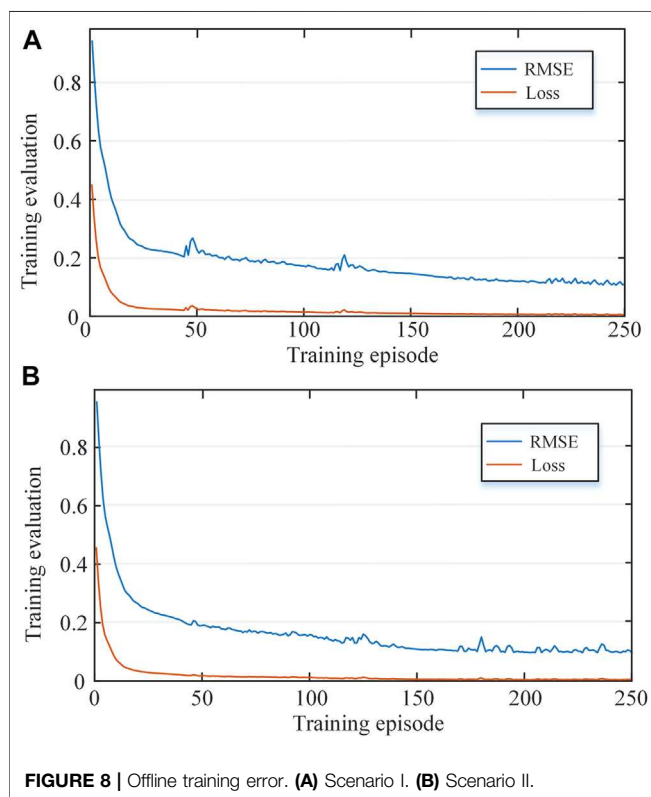 A
RMSE
Loss
Training evaluation
0.8
0.6
0.4
0.2
0
0 50 100 150 200 250
Training episode
B
RMSE
Loss
Training evaluation
0.8
0.6
0.4
0.2
0
0 50 100 150 200 250
Training episode
FIGURE 8 | Offline training error. (A) Scenario I. (B) Scenario II.